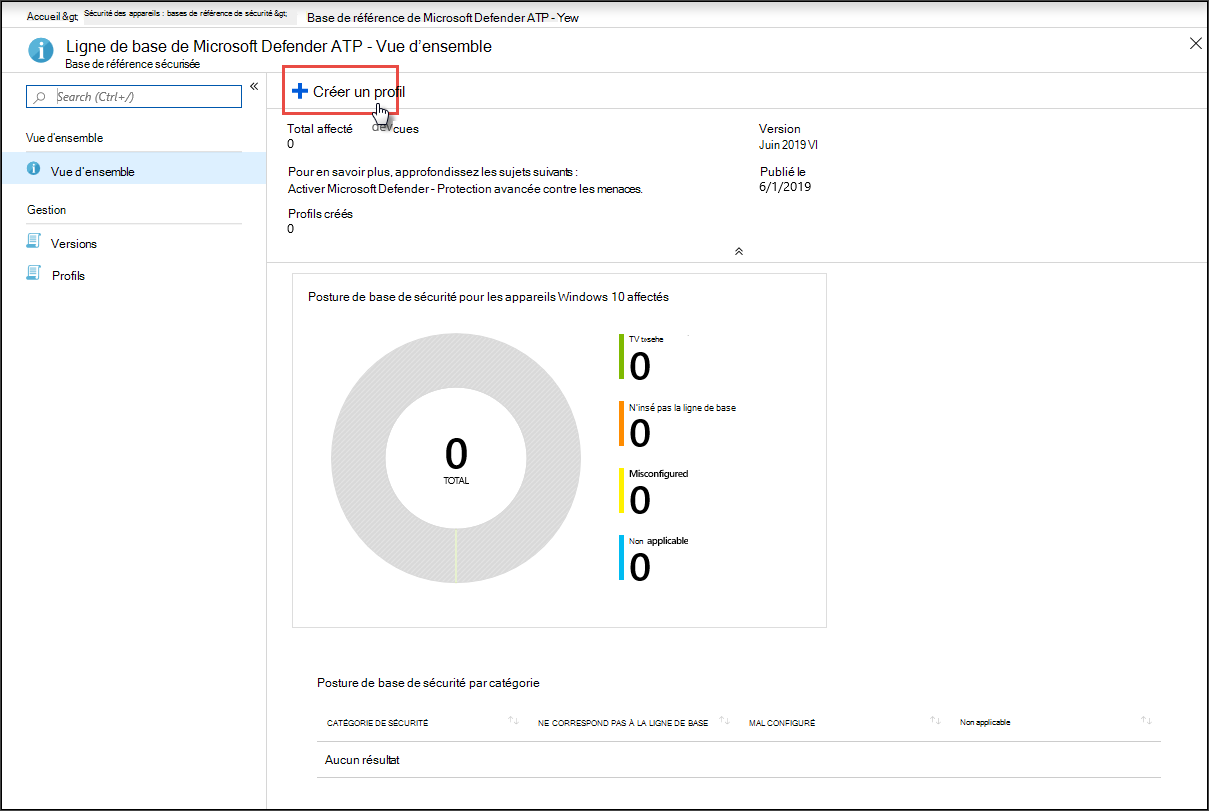 Accueil &gt; Sécurité des appareils : bases de référence de sécurité &gt; Base de référence de Microsoft Defender ATP - Yew
Ligne de base de Microsoft Defender ATP - Vue d'ensemble
Base de référence sécurisée
Search (Ctrl+/)
«
Créer un profil
Vue d'ensemble
Vue d'ensemble
Gestion
Versions
Profils
Total affecté devcues
0
Version
Juin 2019 VI
Pour en savoir plus, approfondissez les sujets suivants :
Activer Microsoft Defender - Protection avancée contre les menaces.
Publié le
6/1/2019
Profils créés
0
Posture de base de sécurité pour les appareils Windows 10 affectés
0
TOTAL
TV
0
N'insé pas la ligne de base
0
Misconfigured
0
Non applicable
0
Posture de base de sécurité par catégorie
CATÉGORIE DE SÉCURITÉ NE CORRESPOND PAS À LA LIGNE DE BASE MAL CONFIGURÉ Non applicable
Aucun résultat